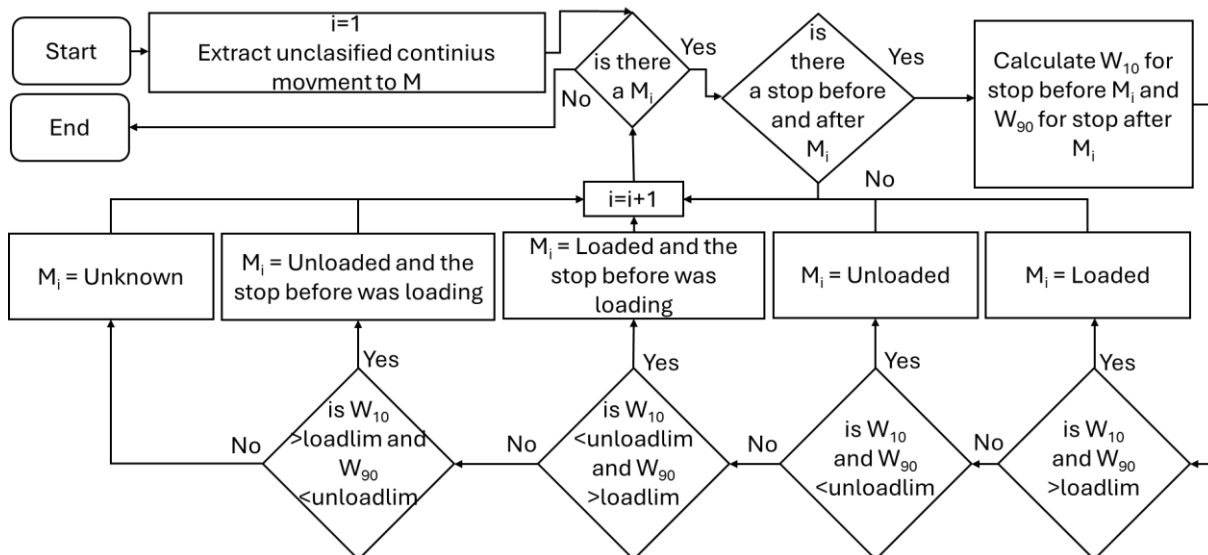 Start
i=1
Extract unclasified continius
movment to M
is there
a Mᵢ
Yes
No
End
is
there
a stop before
and after
Mᵢ
Yes
No
Calculate W₁₀ for
stop before Mᵢ and
W₉₀ for stop after
Mᵢ
i=i+1
Mᵢ = Unknown
Mᵢ = Unloaded and the
stop before was loading
Mᵢ = Loaded and the
stop before was
loading
Mᵢ = Unloaded
Mᵢ = Loaded
Yes
Yes
Yes
Yes
No
is W₁₀
>loadlim and
W₉₀
<unloadlim
No
is W₁₀
<unloadlim
and W₉₀
>loadlim
No
is W₁₀
and W₉₀
<unloadlim
No
is W₁₀
and W₉₀
>loadlim